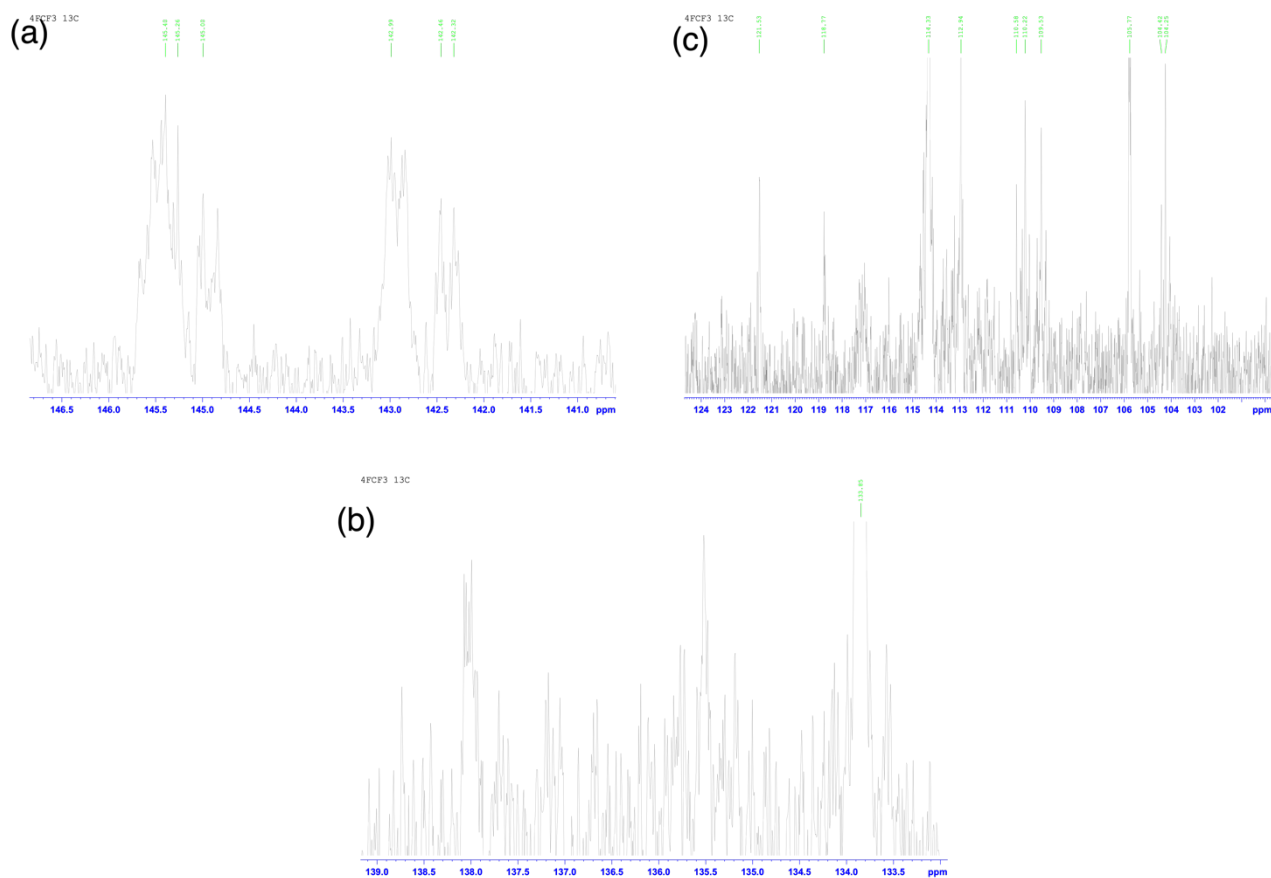 4FCF3 13C
(a)
145.40 145.26 145.00 142.99 142.46 142.32
146.5 146.0 145.5 145.0 144.5 144.0 143.5 143.0 142.5 142.0 141.5 141.0 ppm
4FCF3 13C
(c)
121.53 118.77 114.33 112.94 110.58 110.22 109.53 105.77 104.42 104.25
124 123 122 121 120 119 118 117 116 115 114 113 112 111 110 109 108 107 106 105 104 103 102 ppm
4FCF3 13C
(b)
133.85
139.0 138.5 138.0 137.5 137.0 136.5 136.0 135.5 135.0 134.5 134.0 133.5 ppm